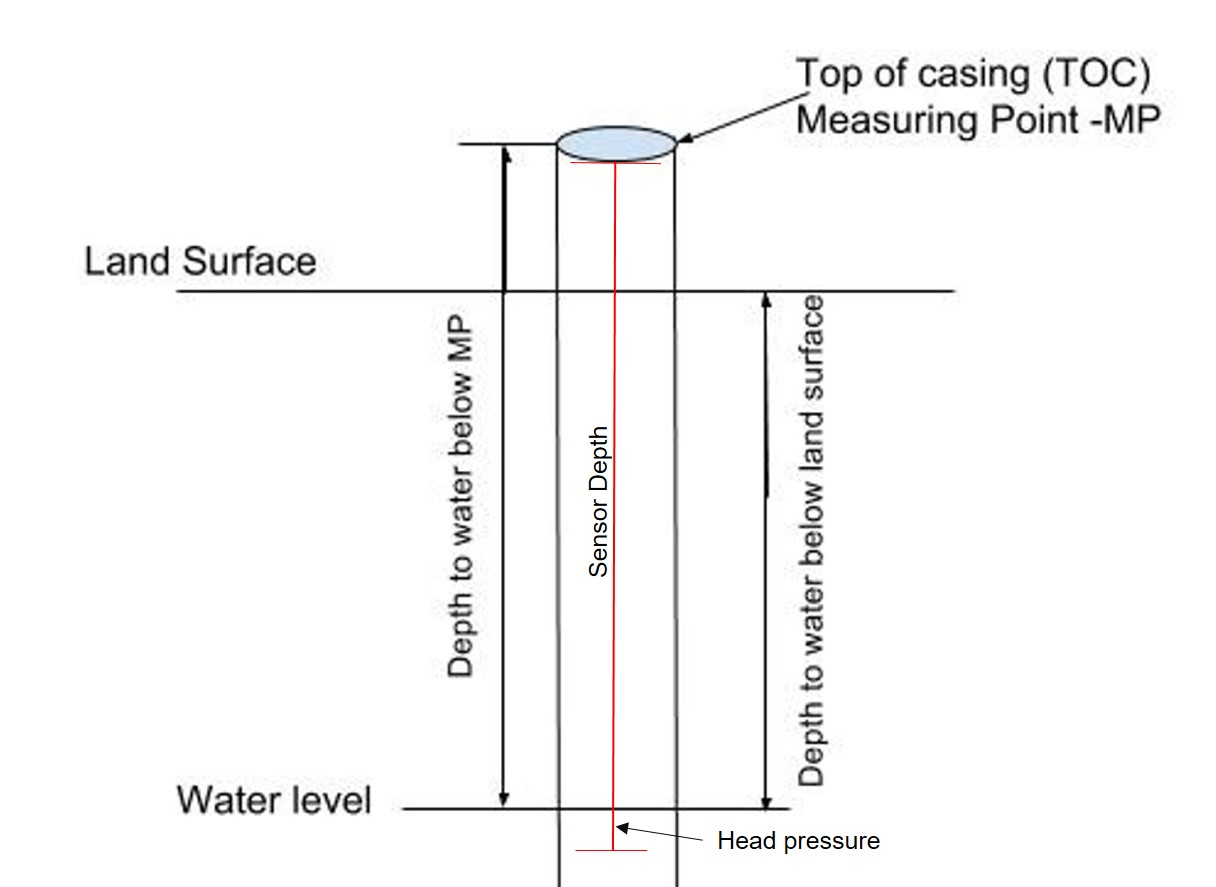 Top of casing (TOC)
Measuring Point -MP
Land Surface
Depth to water below MP
Sensor Depth
Depth to water below land surface
Water level
Head pressure